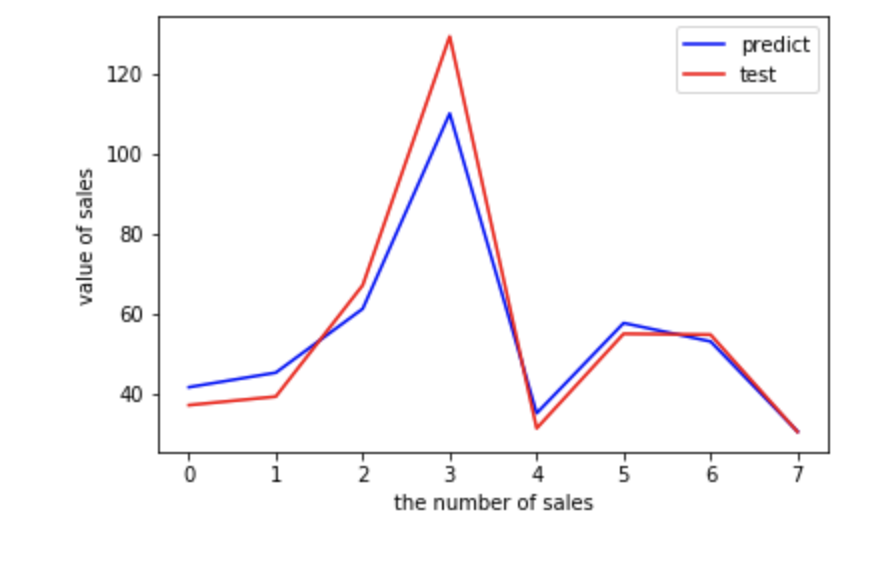 predict
test
120
100
80
60
40
value of sales
0 1 2 3 4 5 6 7
the number of sales